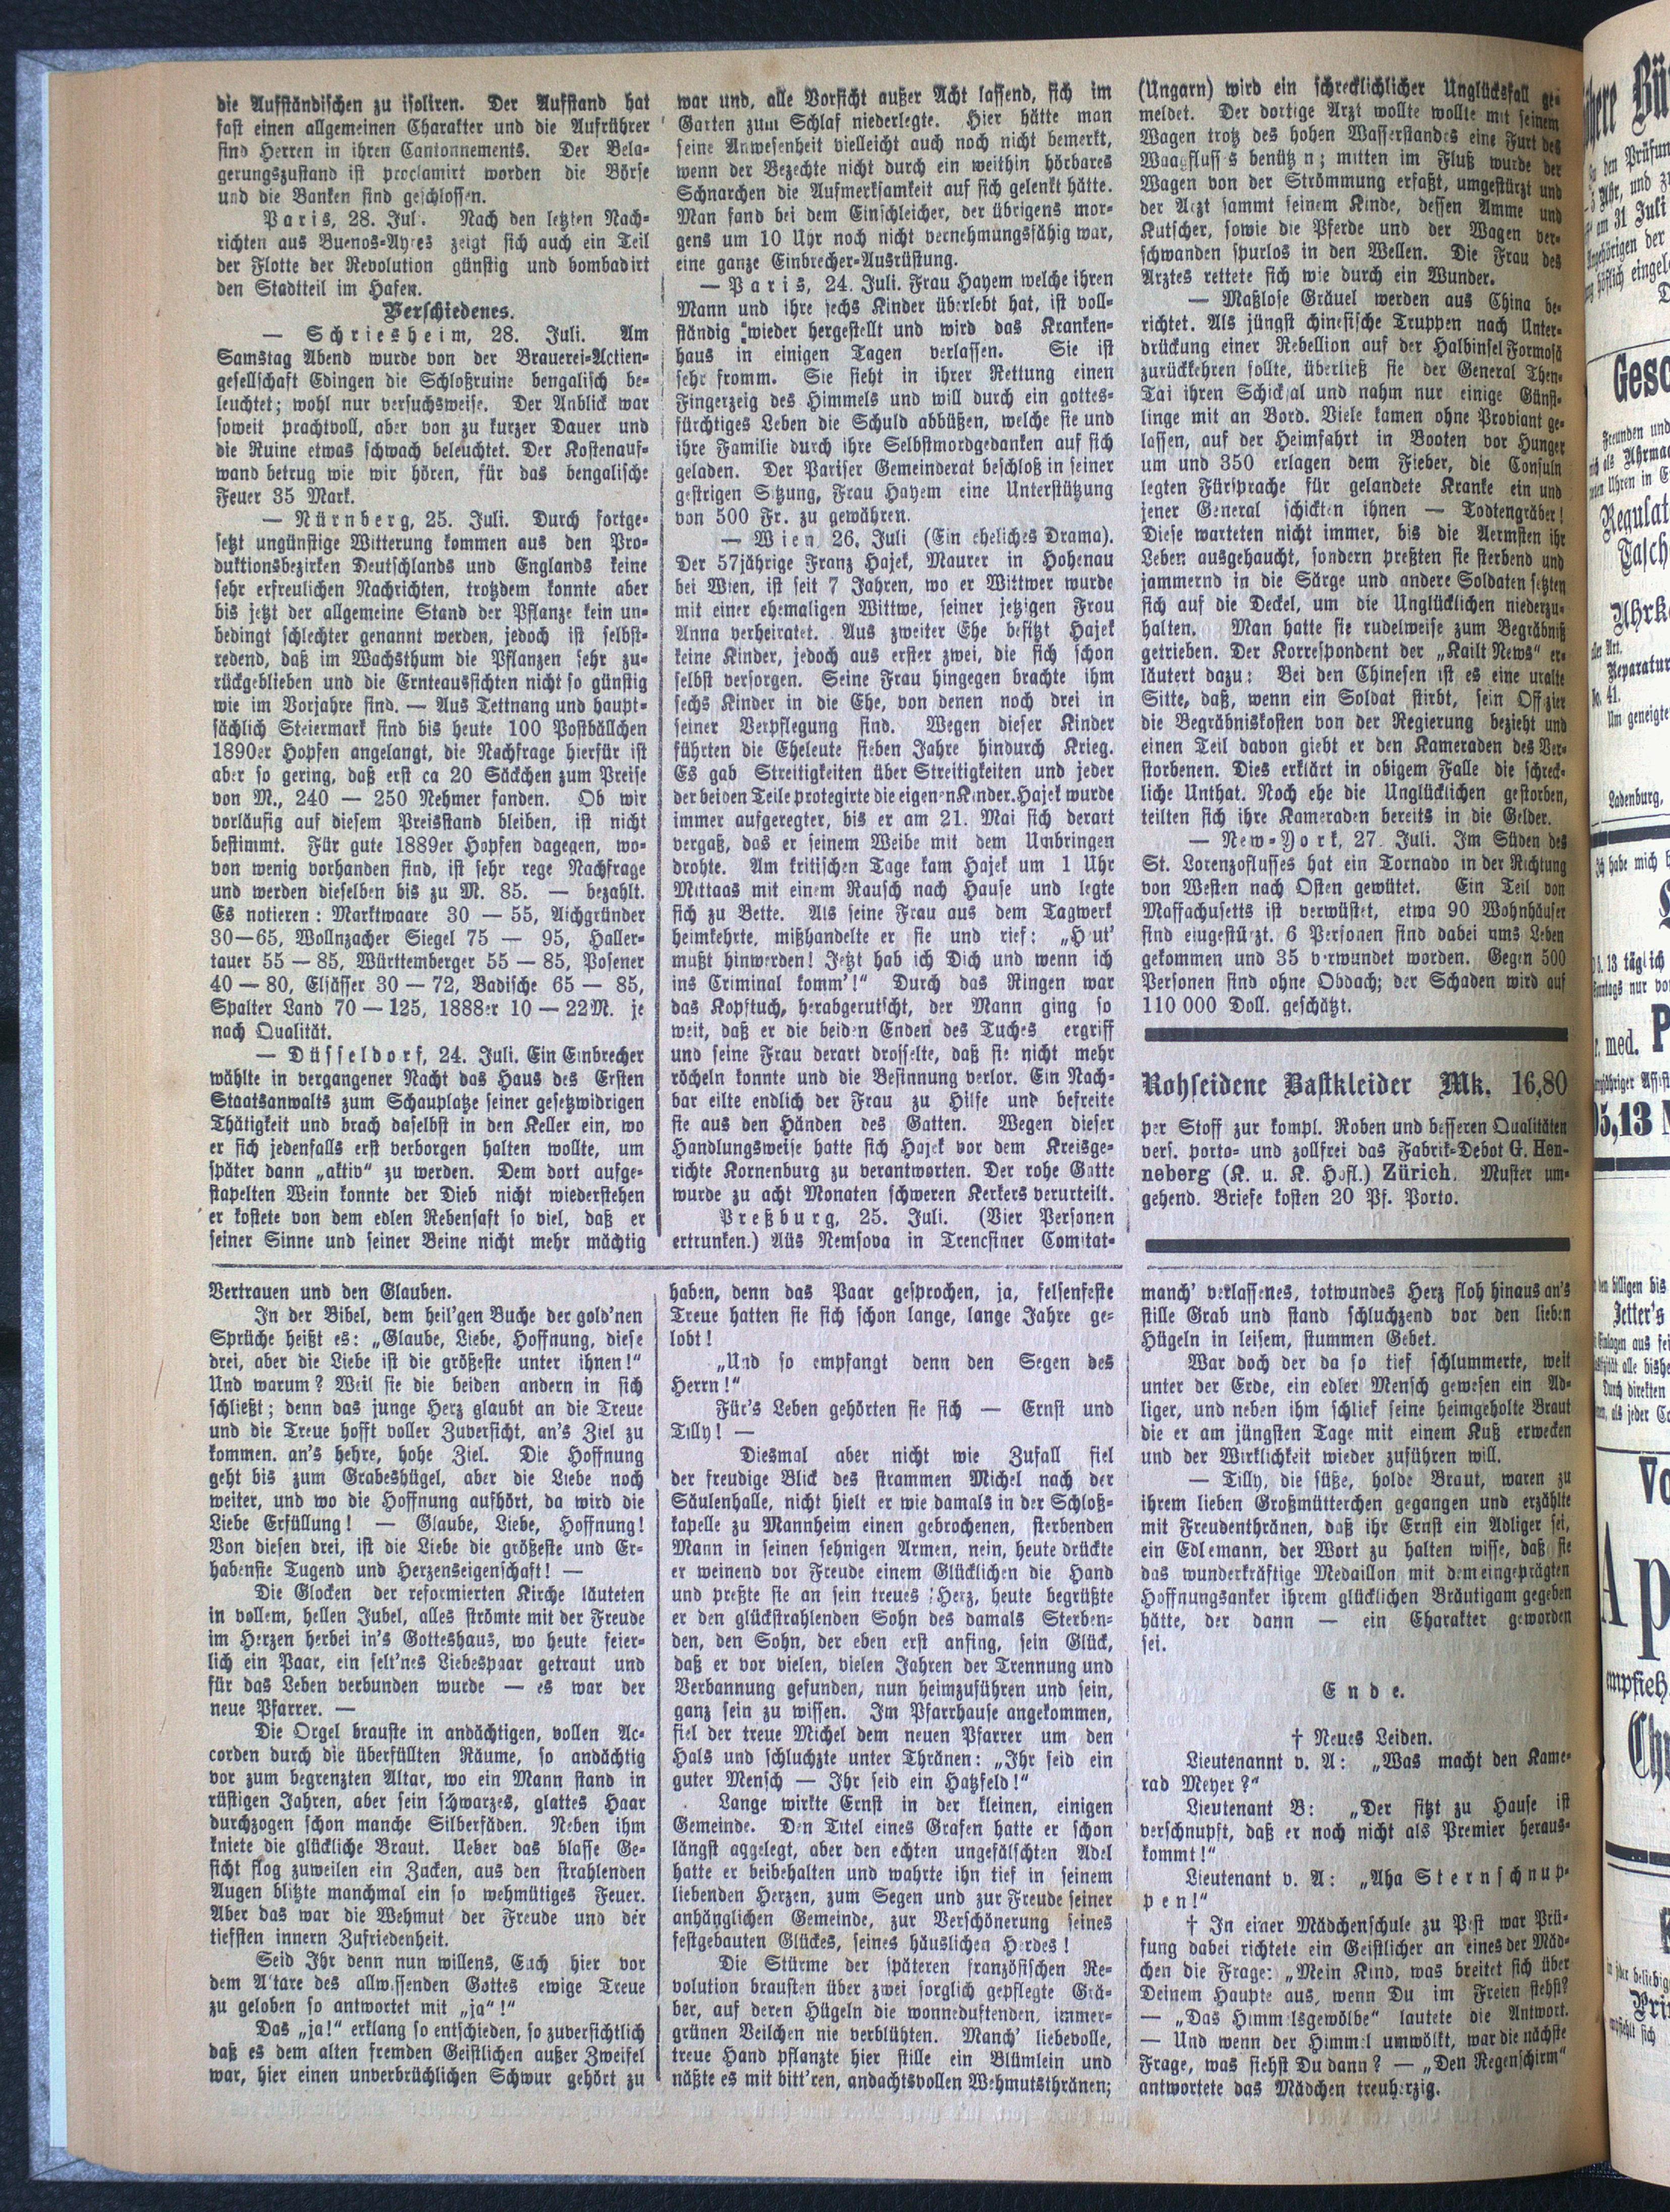 die Aufständischen zu isoliren. Der Aufstand hat
fast einen allgemeinen Charakter und die Aufrührer
sind Herren in ihren Cantonnements. Der Bela-
gerungszustand ist proclamirt worden die Börse
und die Banken sind geschlossen.
Paris, 28. Jul. Nach den letzten Nach-
richten aus Buenos-Ayres zeigt sich auch ein Teil
der Flotte der Revolution günstig und bombadirt
den Stadtteil im Hafen.
Verschiedenes.
— Schriesheim, 28. Juli. Am
Samstag Abend wurde von der Brauerei-Actien-
gesellschaft Edingen die Schloßruine bengalisch be-
leuchtet; wohl nur versuchsweise. Der Anblick war
soweit prachtvoll, aber von zu kurzer Dauer und
die Ruine etwas schwach beleuchtet. Der Kostenauf-
wand betrug wie wir hören, für das bengalische
Feuer 35 Mark.
— Nürnberg, 25. Juli. Durch fortge-
setzt ungünstige Witterung kommen aus den Pro-
duktionsbezirken Deutschlands und Englands keine
sehr erfreulichen Nachrichten, trotzdem konnte aber
bis jetzt der allgemeine Stand der Pflanze kein un-
bedingt schlechter genannt werden, jedoch ist selbst-
redend, daß im Wachsthum die Pflanzen sehr zu-
rückgeblieben und die Ernteaussichten nicht so günstig
wie im Vorjahre sind. — Aus Tettnang und haupt-
sächlich Steiermark sind bis heute 100 Postbällchen
1890er Hopfen angelangt, die Nachfrage hierfür ist
aber so gering, daß erst ca 20 Säckchen zum Preise
von M., 240 — 250 Nehmer fanden. Ob wir
vorläufig auf diesem Preisstand bleiben, ist nicht
bestimmt. Für gute 1889er Hopfen dagegen, wo-
von wenig vorhanden sind, ist sehr rege Nachfrage
und werden dieselben bis zu M. 85. — bezahlt.
Es notieren: Marktwaare 30 — 55, Aichgründer
30—65, Wollnzacher Siegel 75 — 95, Haller-
tauer 55 — 85, Württemberger 55 — 85, Posener
40 — 80, Elsässer 30 — 72, Badische 65 — 85,
Spalter Land 70 — 125, 1888er 10 — 22M. je
nach Qualität.
— Düsseldorf, 24. Juli. Ein Einbrecher
wählte in vergangener Nacht das Haus des Ersten
Staatsanwalts zum Schauplatze seiner gesetzwidrigen
Thätigkeit und brach daselbst in den Keller ein, wo
er sich jedenfalls erst verborgen halten wollte, um
später dann „aktiv“ zu werden. Dem dort aufge-
stapelten Wein konnte der Dieb nicht wiederstehen
er kostete von dem edlen Rebensaft so viel, daß er
seiner Sinne und seiner Beine nicht mehr mächtig
war und, alle Vorsicht außer Acht lassend, sich im
Garten zum Schlaf niederlegte. Hier hätte man
seine Anwesenheit vielleicht auch noch nicht bemerkt,
wenn der Bezechte nicht durch ein weithin hörbares
Schnarchen die Aufmerksamkeit auf sich gelenkt hätte.
Man fand bei dem Einschleicher, der übrigens mor-
gens um 10 Uhr noch nicht vernehmungsfähig war,
eine ganze Einbrecher-Ausrüstung.
— Paris, 24. Juli. Frau Hayem welche ihren
Mann und ihre sechs Kinder überlebt hat, ist voll-
ständig wieder hergestellt und wird das Kranken-
haus in einigen Tagen verlassen. Sie ist
sehr fromm. Sie sieht in ihrer Rettung einen
Fingerzeig des Himmels und will durch ein gottes-
fürchtiges Leben die Schuld abbüßen, welche sie und
ihre Familie durch ihre Selbstmordgedanken auf sich
geladen. Der Pariser Gemeinderat beschloß in seiner
gestrigen Sitzung, Frau Hayem eine Unterstützung
von 500 Fr. zu gewähren.
— Wien 26. Juli (Ein eheliches Drama).
Der 57jährige Franz Hajek, Maurer in Hohenau
bei Wien, ist seit 7 Jahren, wo er Wittwer wurde
mit einer ehemaligen Wittwe, seiner jetzigen Frau
Anna verheiratet. Aus zweiter Ehe besitzt Hajek
keine Kinder, jedoch aus erster zwei, die sich schon
selbst versorgen. Seine Frau hingegen brachte ihm
sechs Kinder in die Ehe, von denen noch drei in
seiner Verpflegung sind. Wegen dieser Kinder
führten die Eheleute sieben Jahre hindurch Krieg.
Es gab Streitigkeiten über Streitigkeiten und jeder
der beiden Teile protegirte die eigenen Kinder. Hajek wurde
immer aufgeregter, bis er am 21. Mai sich derart
vergaß, das er seinem Weibe mit dem Umbringen
drohte. Am kritischen Tage kam Hajek um 1 Uhr
Mittaas mit einem Rausch nach Hause und legte
sich zu Bette. Als seine Frau aus dem Tagwerk
heimkehrte, mißhandelte er sie und rief: „H ut'
mußt hinwerden! Jetzt hab ich Dich und wenn ich
ins Criminal komm'!“ Durch das Ringen war
das Kopftuch, herabgerutscht, der Mann ging so
weit, daß er die beiden Enden des Tuches ergriff
und seine Frau derart drosselte, daß sie nicht mehr
röcheln konnte und die Besinnung verlor. Ein Nach-
bar eilte endlich der Frau zu Hilfe und befreite
sie aus den Händen des Gatten. Wegen dieser
Handlungsweise hatte sich Hajek vor dem Kreisge-
richte Kornenburg zu verantworten. Der rohe Gatte
wurde zu acht Monaten schweren Kerkers verurteilt.
Preßburg, 25. Juli. (Vier Personen
ertrunken.) Aüs Nemsova in Trencsiner Comitat-
(Ungarn) wird ein schrecklichlicher Unglücksfall ge-
meldet. Der dortige Arzt wollte wollte mit seinem
Wagen trotz des hohen Wasserstandes eine Furt des
Waagfluss s benütz n; mitten im Fluß wurde der
Wagen von der Strömmung erfaßt, umgestürzt und
der Arzt sammt seinem Kinde, dessen Amme und
Kutscher, sowie die Pferde und der Wagen ver-
schwanden spurlos in den Wellen. Die Frau des
Arztes rettete sich wie durch ein Wunder.
— Maßlose Gräuel werden aus China be-
richtet. Als jüngst chinesische Truppen nach Unter-
drückung einer Rebellion auf der Halbinsel Formosa
zurückkehren sollte, überließ sie der General Then-
Tai ihren Schicksal und nahm nur einige Günst-
linge mit an Bord. Viele kamen ohne Proviant ge-
lassen, auf der Heimfahrt in Booten vor Hunger
um und 350 erlagen dem Fieber, die Consuln
legten Fürsprache für gelandete Kranke ein und
jener General schickten ihnen — Todtengräber!
Diese warteten nicht immer, bis die Aermsten ihr
Leben ausgehaucht, sondern preßten sie sterbend und
jammernd in die Särge und andere Soldaten setzten
sich auf die Deckel, um die Unglücklichen niederzu-
halten. Man hatte sie rudelweise zum Begräbniß
getrieben. Der Korrespondent der „Kailt News“ er-
läutert dazu: Bei den Chinesen ist es eine uralte
Sitte, daß, wenn ein Soldat stirbt, sein Offizier
die Begräbniskosten von der Regierung bezieht und
einen Teil davon giebt er den Kameraden des Ver-
storbenen. Dies erklärt in obigem Falle die schreck-
liche Unthat. Noch ehe die Unglücklichen gestorben,
teilten sich ihre Kameraden bereits in die Gelder.
— New-York, 27. Juli. Im Süden des
St. Lorenzoflusses hat ein Tornado in der Richtung
von Westen nach Osten gewütet. Ein Teil von
Maffachusetts ist verwüstet, etwa 90 Wohnhäuser
sind eingestürzt. 6 Personen sind dabei ums Leben
gekommen und 35 verwundet worden. Gegen 500
Personen sind ohne Obdach; der Schaden wird auf
110 000 Doll. geschätzt.
Rohseidene Bastkleider Mk. 16,80
per Stoff zur kompl. Roben und besseren Qualitäten
vers. porto- und zollfrei das Fabrik-Debot G. Hen-
neberg (K. u. K. Hofl.) Zürich. Muster um-
gehend. Briefe kosten 20 Pf. Porto.
Vertrauen und den Glauben.
In der Bibel, dem heil'gen Buche der gold'nen
Sprüche heißt es: „Glaube, Liebe, Hoffnung, diese
drei, aber die Liebe ist die größeste unter ihnen!“
Und warum? Weil sie die beiden andern in sich
schließt; denn das junge Herz glaubt an die Treue
und die Treue hofft voller Zuversicht, an's Ziel zu
kommen. an's hehre, hohe Ziel. Die Hoffnung
geht bis zum Grabeshügel, aber die Liebe noch
weiter, und wo die Hoffnung aufhört, da wird die
Liebe Erfüllung! — Glaube, Liebe, Hoffnung!
Von diesen drei, ist die Liebe die größeste und Er-
habenste Tugend und Herzenseigenschaft! —
Die Glocken der reformierten Kirche läuteten
in vollem, hellen Jubel, alles strömte mit der Freude
im Herzen herbei in's Gotteshaus, wo heute feier-
lich ein Paar, ein selt'nes Liebespaar getraut und
für das Leben verbunden wurde — es war der
neue Pfarrer. —
Die Orgel brauste in andächtigen, vollen Ac-
corden durch die überfüllten Räume, so andächtig
vor zum begrenzten Altar, wo ein Mann stand in
rüstigen Jahren, aber sein schwarzes, glattes Haar
durchzogen schon manche Silberfäden. Neben ihm
kniete die glückliche Braut. Ueber das blasse Ge-
sicht flog zuweilen ein Zucken, aus den strahlenden
Augen blitzte manchmal ein so wehmütiges Feuer.
Aber das war die Wehmut der Freude und der
tiefsten innern Zufriedenheit.
Seid Ihr denn nun willens, Euch hier vor
dem Altare des allwissenden Gottes ewige Treue
zu geloben so antwortet mit „ja“!“
Das „ja!“ erklang so entschieden, so zuversichtlich
daß es dem alten fremden Geistlichen außer Zweifel
war, hier einen unverbrüchlichen Schwur gehört zu
haben, denn das Paar gesprochen, ja, felsenfeste
Treue hatten sie sich schon lange, lange Jahre ge-
lobt!
„Und so empfangt denn den Segen des
Herrn!“
Für's Leben gehörten sie sich — Ernst und
Tilly! —
Diesmal aber nicht wie Zufall fiel
der freudige Blick des strammen Michel nach der
Säulenhalle, nicht hielt er wie damals in der Schloß-
kapelle zu Mannheim einen gebrochenen, sterbenden
Mann in seinen sehnigen Armen, nein, heute drückte
er weinend vor Freude einem Glücklichen die Hand
und preßte sie an sein treues Herz, heute begrüßte
er den glückstrahlenden Sohn des damals Sterben-
den, den Sohn, der eben erst anfing, sein Glück,
daß er vor vielen, vielen Jahren der Trennung und
Verbannung gefunden, nun heimzuführen und sein,
ganz sein zu wissen. Im Pfarrhause angekommen,
fiel der treue Michel dem neuen Pfarrer um den
Hals und schluchzte unter Thränen: „Ihr seid ein
guter Mensch — Ihr seid ein Hatzfeld!“
Lange wirkte Ernst in der kleinen, einigen
Gemeinde. Den Titel eines Grafen hatte er schon
längst aggelegt, aber den echten ungefälschten Adel
hatte er beibehalten und wahrte ihn tief in seinem
liebenden Herzen, zum Segen und zur Freude seiner
anhänglichen Gemeinde, zur Verschönerung seines
festgebauten Glückes, seines häuslichen Herdes!
Die Stürme der späteren französischen Re-
volution brausten über zwei sorglich gepflegte Grä-
ber, auf deren Hügeln die wonneduftenden, immer-
grünen Veilchen nie verblühten. Manch' liebevolle,
treue Hand pflanzte hier stille ein Blümlein und
näßte es mit bitt'ren, andachtsvollen Wehmutsthränen;
manch' verlassenes, totwundes Herz floh hinaus an's
stille Grab und stand schluchzend vor den lieben
Hügeln in leisem, stummen Gebet.
War doch der da so tief schlummerte, weit
unter der Erde, ein edler Mensch gewesen ein Ad-
liger, und neben ihm schlief seine heimgeholte Braut
die er am jüngsten Tage mit einem Kuß erwecken
und der Wirklichkeit wieder zuführen will.
— Tilly, die süße, holde Braut, waren zu
ihrem lieben Großmütterchen gegangen und erzählte
mit Freudenthränen, daß ihr Ernst ein Adliger sei,
ein Edlemann, der Wort zu halten wisse, daß sie
das wunderkräftige Medaillon mit dem eingeprägten
Hoffnungsanker ihrem glücklichen Bräutigam gegeben
hätte, der dann — ein Charakter geworden
sei.
Ende.
† Neues Leiden.
Lieutenannt v. A: „Was macht den Kame-
rad Meyer?“
Lieutenant B: „Der sitzt zu Hause ist
verschnupft, daß er noch nicht als Premier heraus-
kommt!“
Lieutenant v. A: „Aha Sternschnup-
pen!“
† In einer Mädchenschule zu Pest war Prü-
fung dabei richtete ein Geistlicher an eines der Mäd-
chen die Frage: „Mein Kind, was breitet sich über
Deinem Haupte aus, wenn Du im Freien stehst?
— „Das Himmelsgewölbe“ lautete die Antwort.
— Und wenn der Himmel umwölkt, war die nächste
Frage, was siehst Du dann? — „Den Regenschirm“
antwortete das Mädchen treuherzig.